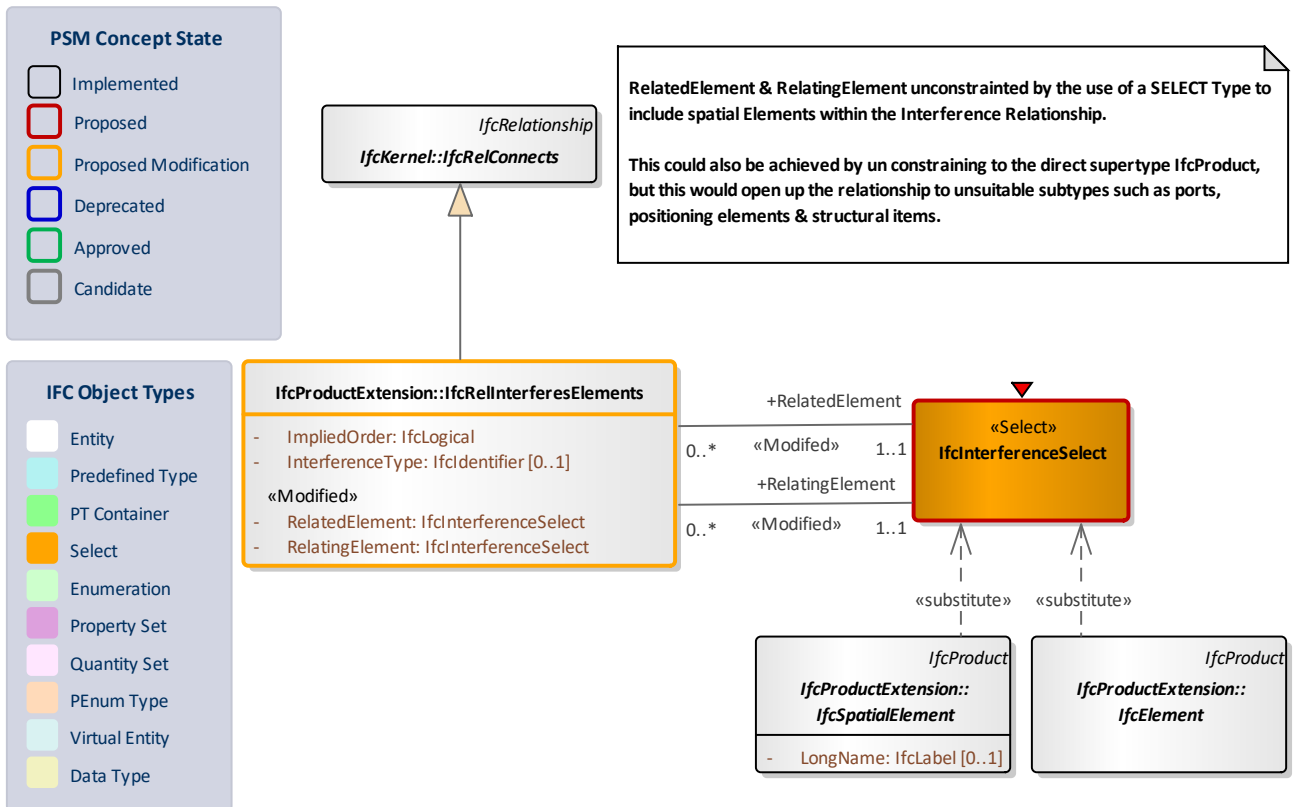 PSM Concept State
Implemented
Proposed
Proposed Modification
Deprecated
Approved
Candidate
RelatedElement & RelatingElement unconstrainted by the use of a SELECT Type to
include spatial Elements within the Interference Relationship.
This could also be achieved by un constraining to the direct supertype IfcProduct,
but this would open up the relationship to unsuitable subtypes such as ports,
positioning elements & structural items.
IfcRelationship
IfcKernel::IfcRelConnects
IFC Object Types
Entity
Predefined Type
PT Container
Select
Enumeration
Property Set
Quantity Set
PEnum Type
Virtual Entity
Data Type
IfcProductExtension::IfcRelInterferesElements
- ImpliedOrder: IfcLogical
- InterferenceType: IfcIdentifier [0..1]
«Modified»
- RelatedElement: IfcInterferenceSelect
- RelatingElement: IfcInterferenceSelect
+RelatedElement
0..* «Modifed» 1..1
+RelatingElement
0..* «Modified» 1..1
«Select»
IfcInterferenceSelect
«substitute» «substitute»
IfcProduct
IfcProductExtension::
IfcSpatialElement
- LongName: IfcLabel [0..1]
IfcProduct
IfcProductExtension::
IfcElement